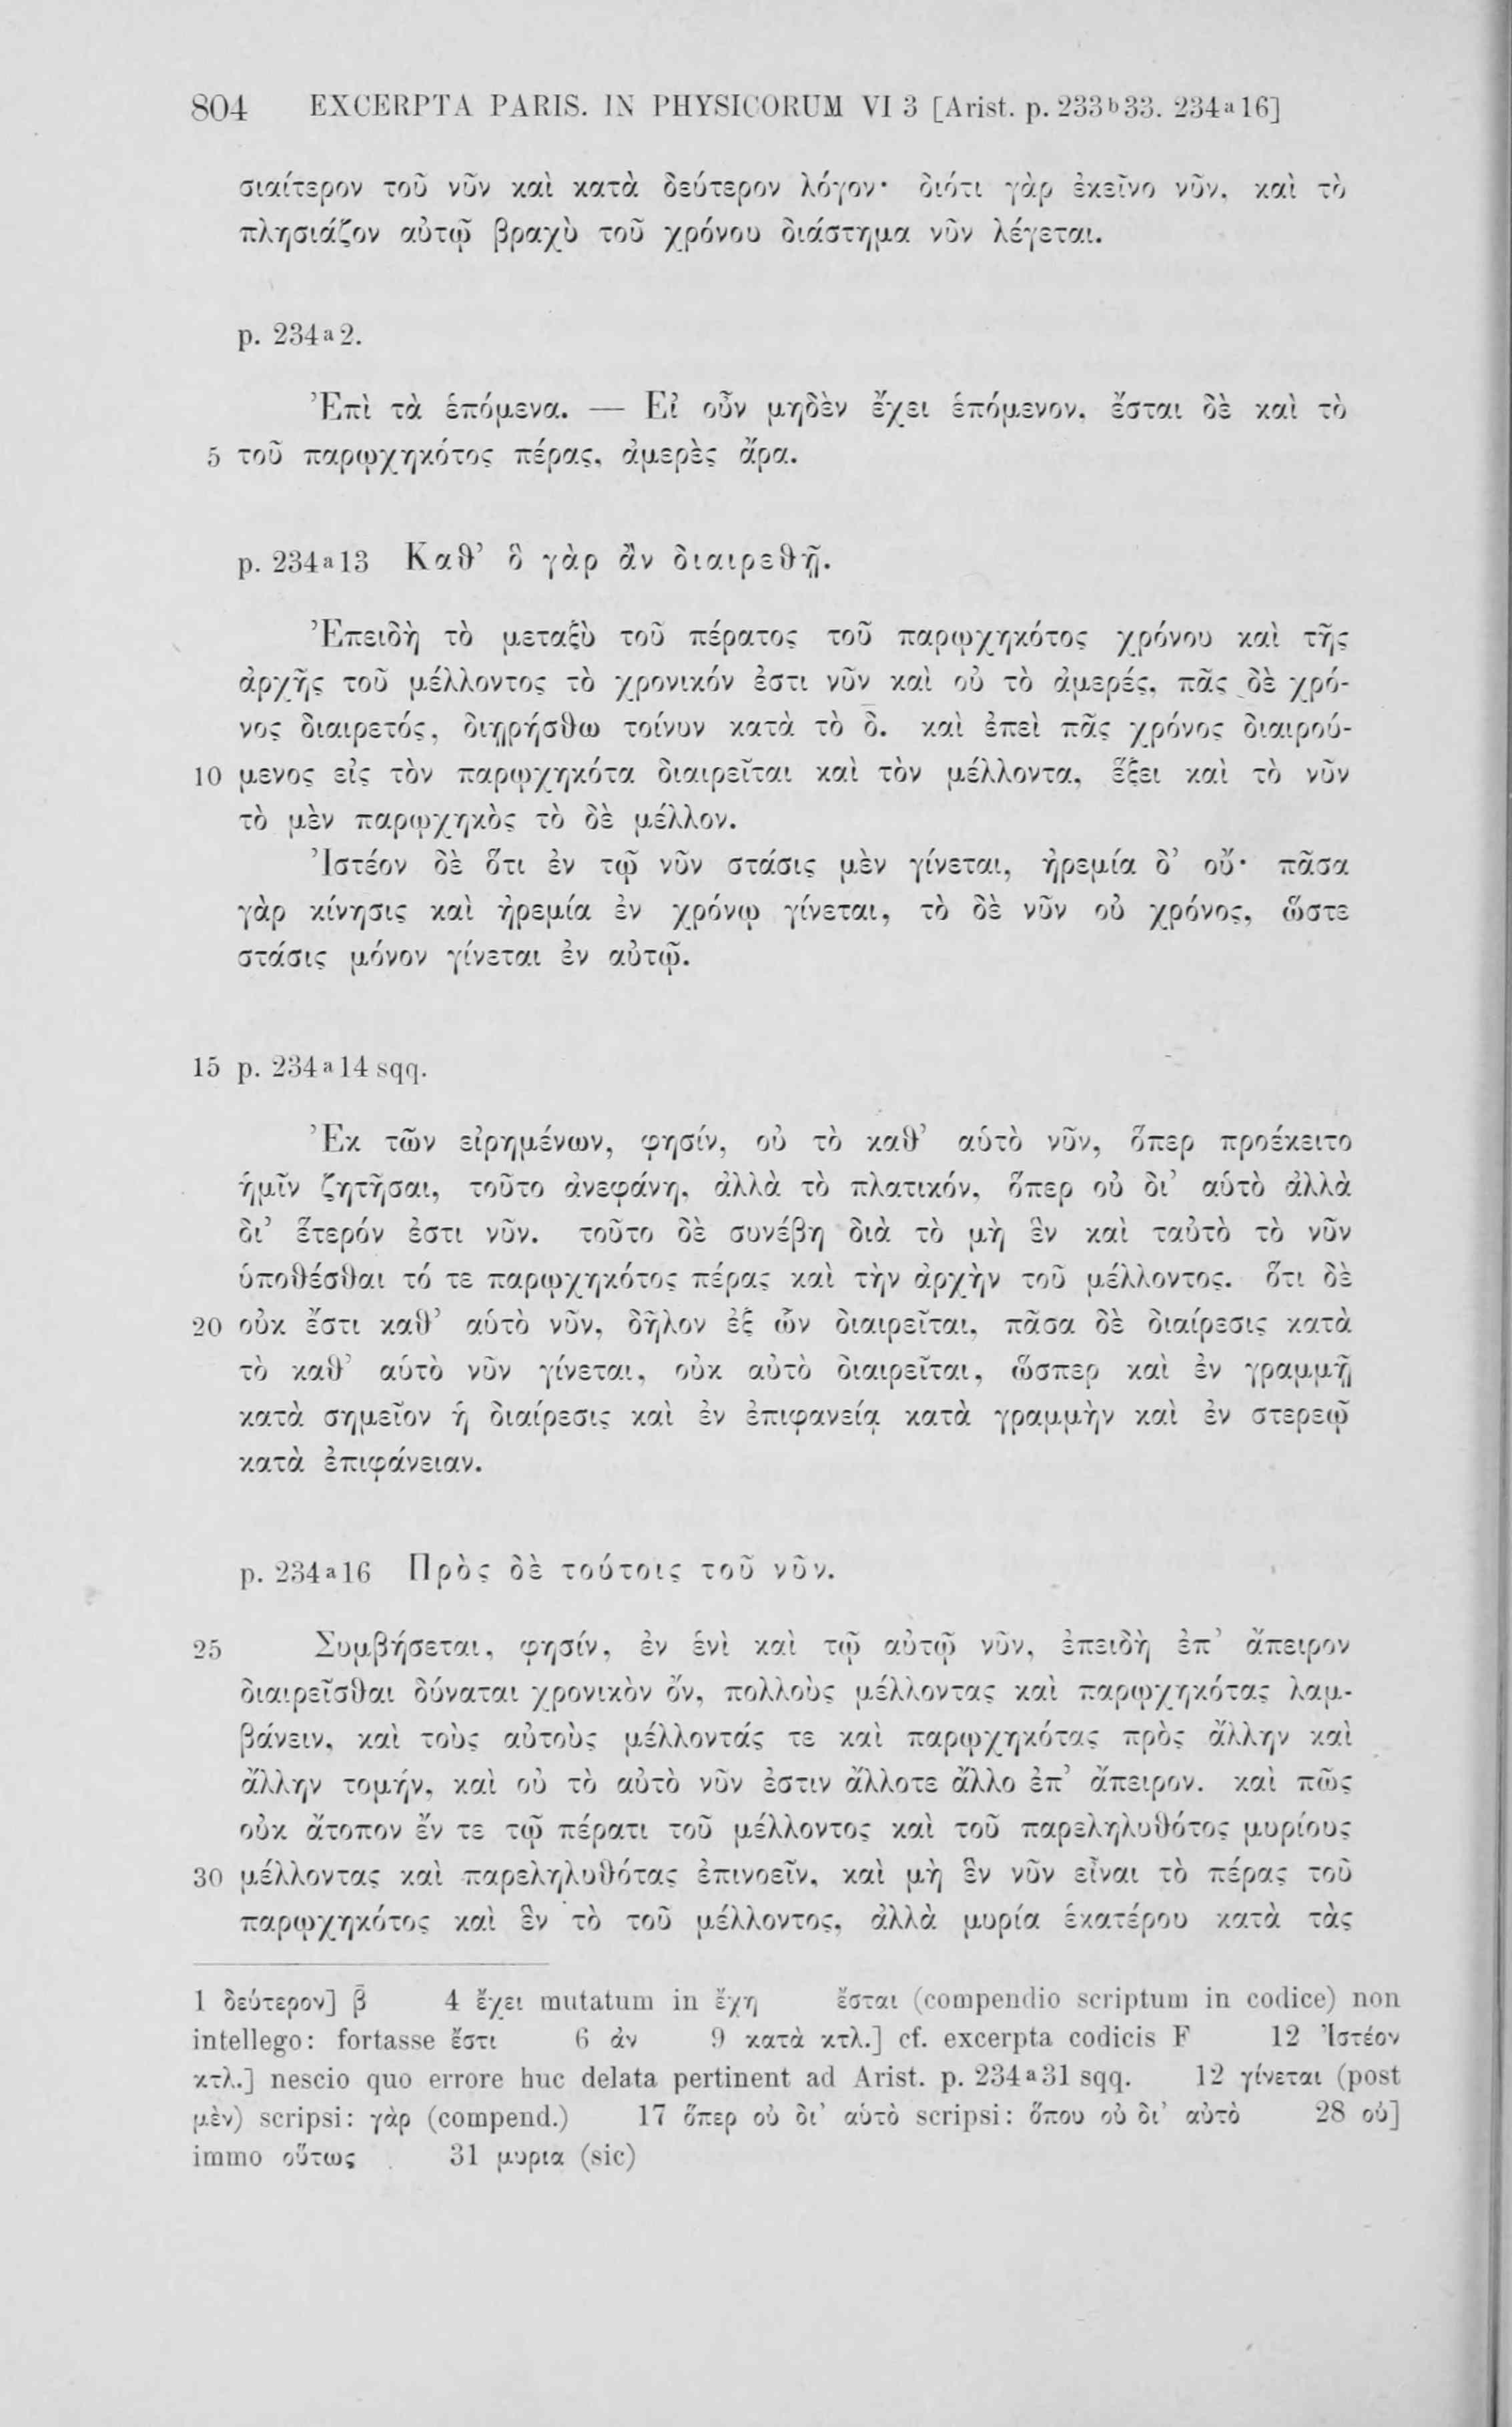 804 EXCERPTA PARIS. IN PHYSICORUM VI 3 [Arist. p. 233b33. 234a16]
σιαίτερον τοῦ νῦν καὶ κατὰ δεύτερον λόγον· διότι γὰρ ἐκεῖνο νῦν, καὶ τὸ
πλησιάζον αὐτῷ βραχὺ τοῦ χρόνου διάστημα νῦν λέγεται.
p. 234a2.
Ἐπὶ τὰ ἑπόμενα. — Εἰ οὖν μηδὲν ἔχει ἑπόμενον, ἔσται δὲ καὶ τὸ
5 τοῦ παρῳχηκότος πέρας, ἀμερὲς ἄρα.
p. 234a13 Καθ' ὃ γὰρ ἂν διαιρεθῇ.
Ἐπειδὴ τὸ μεταξὺ τοῦ πέρατος τοῦ παρῳχηκότος χρόνου καὶ τῆς
ἀρχῆς τοῦ μέλλοντος τὸ χρονικόν ἐστι νῦν καὶ οὐ τὸ ἀμερές, πᾶς δὲ χρό-
νος διαιρετός, διῃρήσθω τοίνυν κατὰ τὸ δ̄. καὶ ἐπεὶ πᾶς χρόνος διαιρού-
10 μενος εἰς τὸν παρῳχηκότα διαιρεῖται καὶ τὸν μέλλοντα, ἕξει καὶ τὸ νῦν
τὸ μὲν παρῳχηκὸς τὸ δὲ μέλλον.
Ἰστέον δὲ ὅτι ἐν τῷ νῦν στάσις μὲν γίνεται, ἠρεμία δ' οὔ· πᾶσα
γὰρ κίνησις καὶ ἠρεμία ἐν χρόνῳ γίνεται, τὸ δὲ νῦν οὐ χρόνος, ὥστε
στάσις μόνον γίνεται ἐν αὐτῷ.
15 p. 234a14 sqq.
Ἐκ τῶν εἰρημένων, φησίν, οὐ τὸ καθ' αὑτὸ νῦν, ὅπερ προέκειτο
ἡμῖν ζητῆσαι, τοῦτο ἀνεφάνη, ἀλλὰ τὸ πλατικόν, ὅπερ οὐ δι' αὑτὸ ἀλλὰ
δι' ἕτερόν ἐστι νῦν. τοῦτο δὲ συνέβη διὰ τὸ μὴ ἓν καὶ ταὐτὸ τὸ νῦν
ὑποθέσθαι τό τε παρῳχηκότος πέρας καὶ τὴν ἀρχὴν τοῦ μέλλοντος. ὅτι δὲ
20 οὐκ ἔστι καθ' αὑτὸ νῦν, δῆλον ἐξ ὧν διαιρεῖται, πᾶσα δὲ διαίρεσις κατὰ
τὸ καθ' αὑτὸ νῦν γίνεται, οὐκ αὐτὸ διαιρεῖται, ὥσπερ καὶ ἐν γραμμῇ
κατὰ σημεῖον ἡ διαίρεσις καὶ ἐν ἐπιφανείᾳ κατὰ γραμμὴν καὶ ἐν στερεῷ
κατὰ ἐπιφάνειαν.
p. 234a16 Πρὸς δὲ τούτοις τοῦ νῦν.
25 Συμβήσεται, φησίν, ἐν ἑνὶ καὶ τῷ αὐτῷ νῦν, ἐπειδὴ ἐπ' ἄπειρον
διαιρεῖσθαι δύναται χρονικὸν ὄν, πολλοὺς μέλλοντας καὶ παρῳχηκότας λαμ-
βάνειν, καὶ τοὺς αὐτοὺς μέλλοντάς τε καὶ παρῳχηκότας πρὸς ἄλλην καὶ
ἄλλην τομήν, καὶ οὐ τὸ αὐτὸ νῦν ἐστιν ἄλλοτε ἄλλο ἐπ' ἄπειρον. καὶ πῶς
οὐκ ἄτοπον ἔν τε τῷ πέρατι τοῦ μέλλοντος καὶ τοῦ παρεληλυθότος μυρίους
30 μέλλοντας καὶ παρεληλυθότας ἐπινοεῖν, καὶ μὴ ἓν νῦν εἶναι τὸ πέρας τοῦ
παρῳχηκότος καὶ ἓν τὸ τοῦ μέλλοντος, ἀλλὰ μυρία ἑκατέρου κατὰ τὰς
1 δεύτερον] β̄ 4 ἔχει mutatum in ἔχη ἔσται (compendio scriptum in codice) non
intellego: fortasse ἔστι 6 ἀν 9 κατὰ κτλ.] cf. excerpta codicis F 12 Ἰστέον
κτλ.] nescio quo errore huc delata pertinent ad Arist. p. 234a31 sqq. 12 γίνεται (post
μὲν) scripsi: γὰρ (compend.) 17 ὅπερ οὐ δι' αὑτὸ scripsi: ὅπου οὐ δι' αὐτὸ 28 οὐ]
immo οὕτως 31 μυρια (sic)